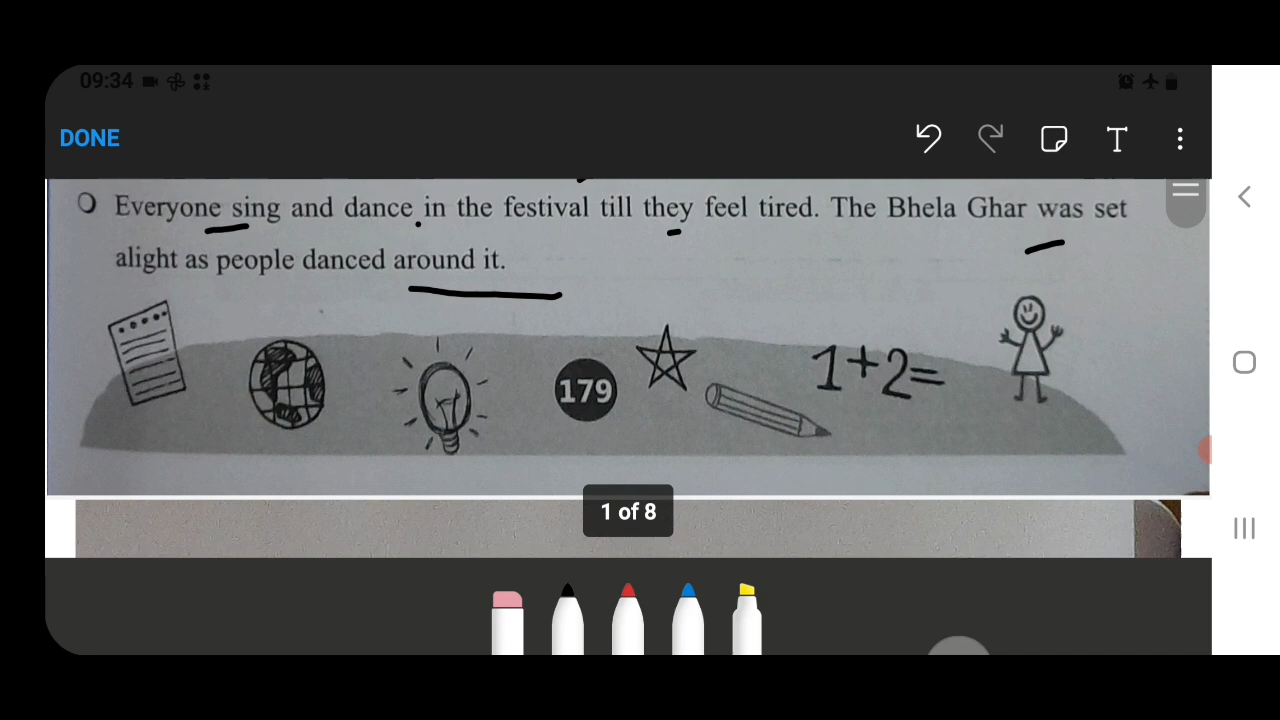 09:34
DONE
Everyone sing and dance in the festival till they feel tired. The Bhela Ghar was set
alight as people danced around it.
179
1+2=
1 of 8